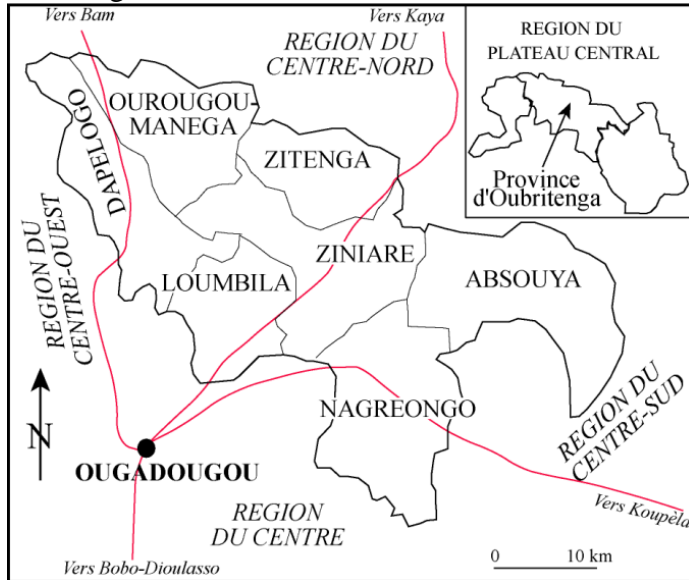 Vers Bam
Vers Kaya
REGION DU
CENTRE-NORD
REGION DU
PLATEAU CENTRAL
Province
d'Oubritenga
OUROUGOU-
MANEGA
DAPELOGO
ZITENGA
ZINIARE
LOUMBILA
ABSOUYA
REGION DU
CENTRE-OUEST
NAGREONGO
REGION DU
CENTRE-SUD
N
OUGADOUGOU
REGION
DU CENTRE
Vers Koupèla
Vers Bobo-Dioulasso
0 10 km